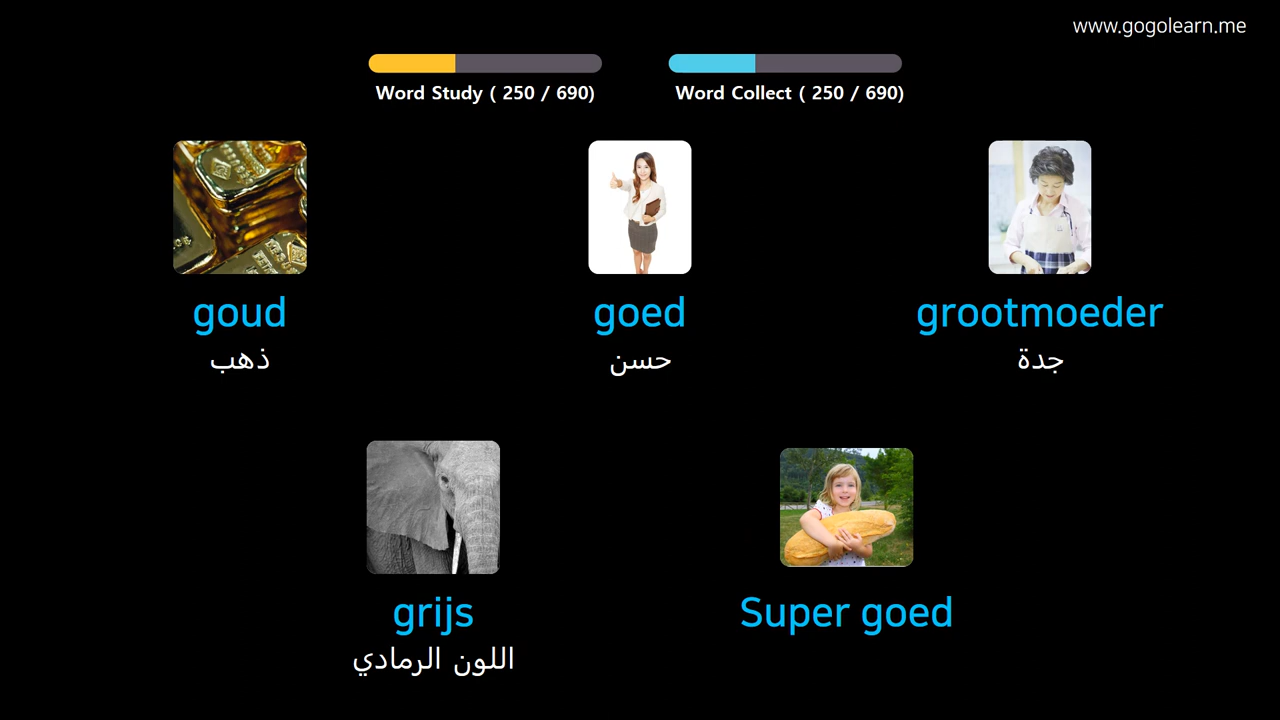 www.gogolearn.me
Word Study ( 250 / 690)
Word Collect ( 250 / 690)
goud
goed
grootmoeder
ذهب
حسن
جدة
grijs
Super goed
اللون الرمادي